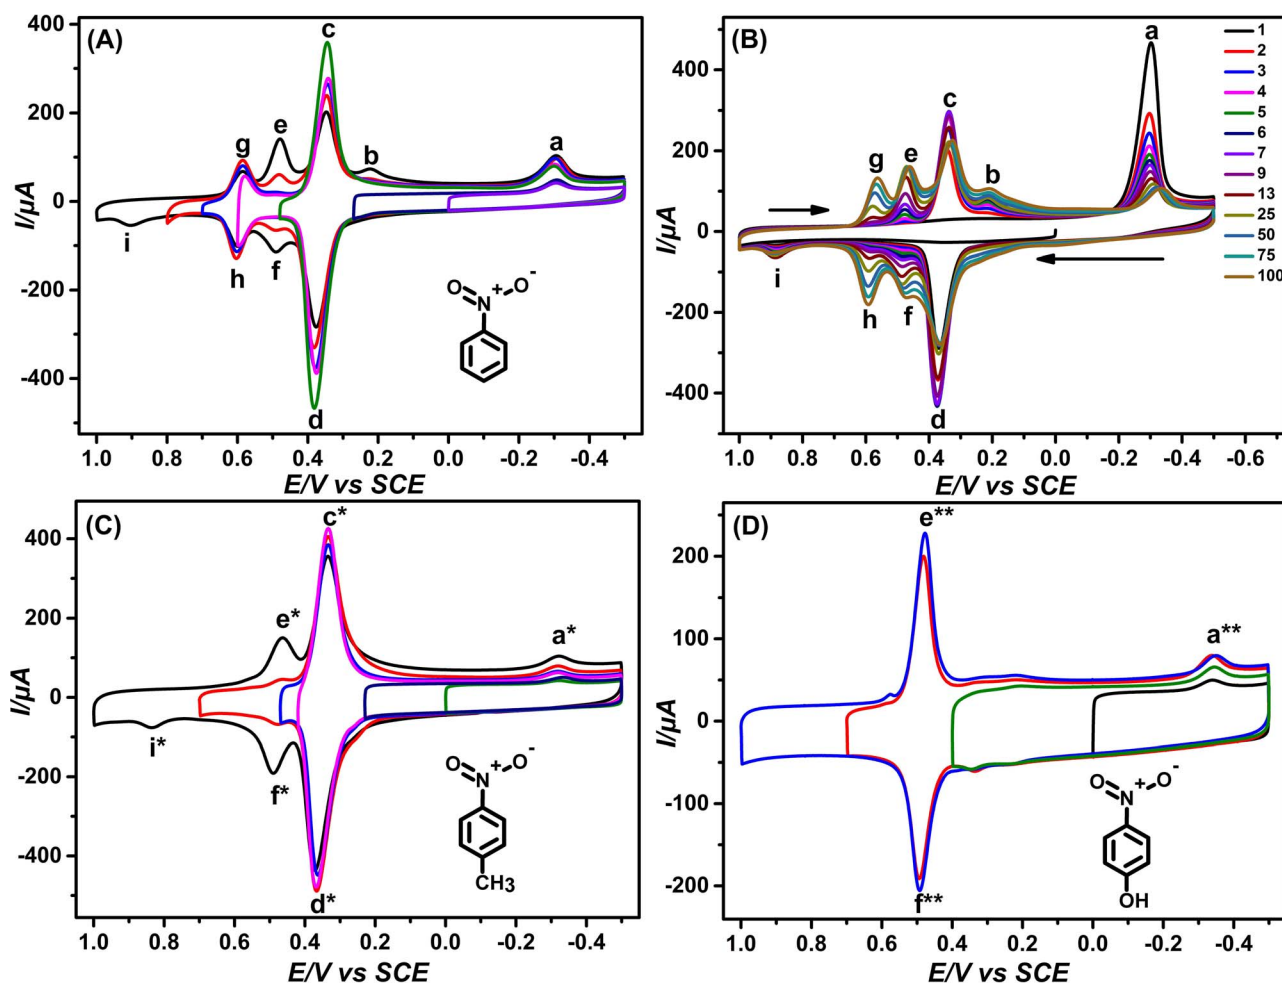 (A)
c
e
g
b
a
i
h
f
d
400
200
0
-200
-400
I/µA
1.0 0.8 0.6 0.4 0.2 0.0 -0.2 -0.4
E/V vs SCE
O N + O -
(B)
a
c
g e
b
i
h f
d
400
200
0
-200
-400
I/µA
1
2
3
4
5
6
7
9
13
25
50
75
100
1.0 0.8 0.6 0.4 0.2 0.0 -0.2 -0.4 -0.6
E/V vs SCE
(C)
c*
e*
a*
i*
f*
d*
400
200
0
-200
-400
I/µA
1.0 0.8 0.6 0.4 0.2 0.0 -0.2 -0.4
E/V vs SCE
O N + O -
CH3
(D)
e**
a**
f**
200
100
0
-100
-200
I/µA
1.0 0.8 0.6 0.4 0.2 0.0 -0.2 -0.4
E/V vs SCE
O N + O -
OH